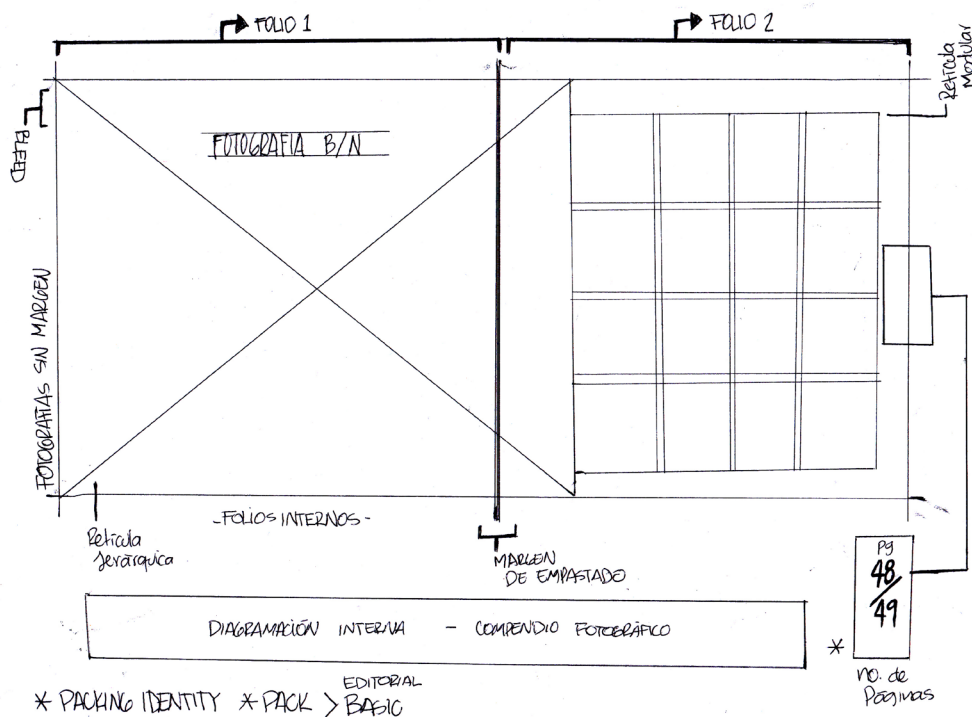 FOLIO 1
FOLIO 2
Retícula
Modular
BLEED
FOTOGRAFIA B/N
FOTOGRAFIAS SIN MARGEN
-FOLIOS INTERNOS-
Retícula
Jerárquica
MARGEN
DE EMPASTADO
Pg
48/49
DIAGRAMACIÓN INTERNA - COMPENDIO FOTOGRÁFICO
*
no. de
Páginas
* PACKING IDENTITY * PACK > EDITORIAL
BASIC